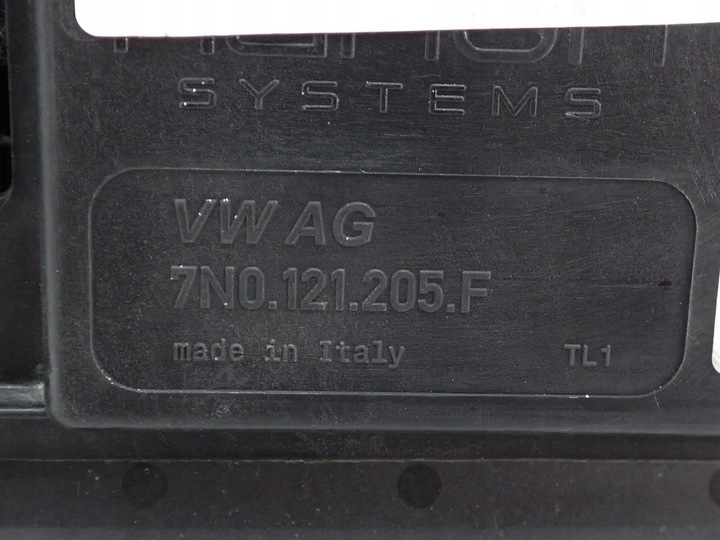 SYSTEMS
VW AG
7N0.121.205.F
made in Italy
TL1